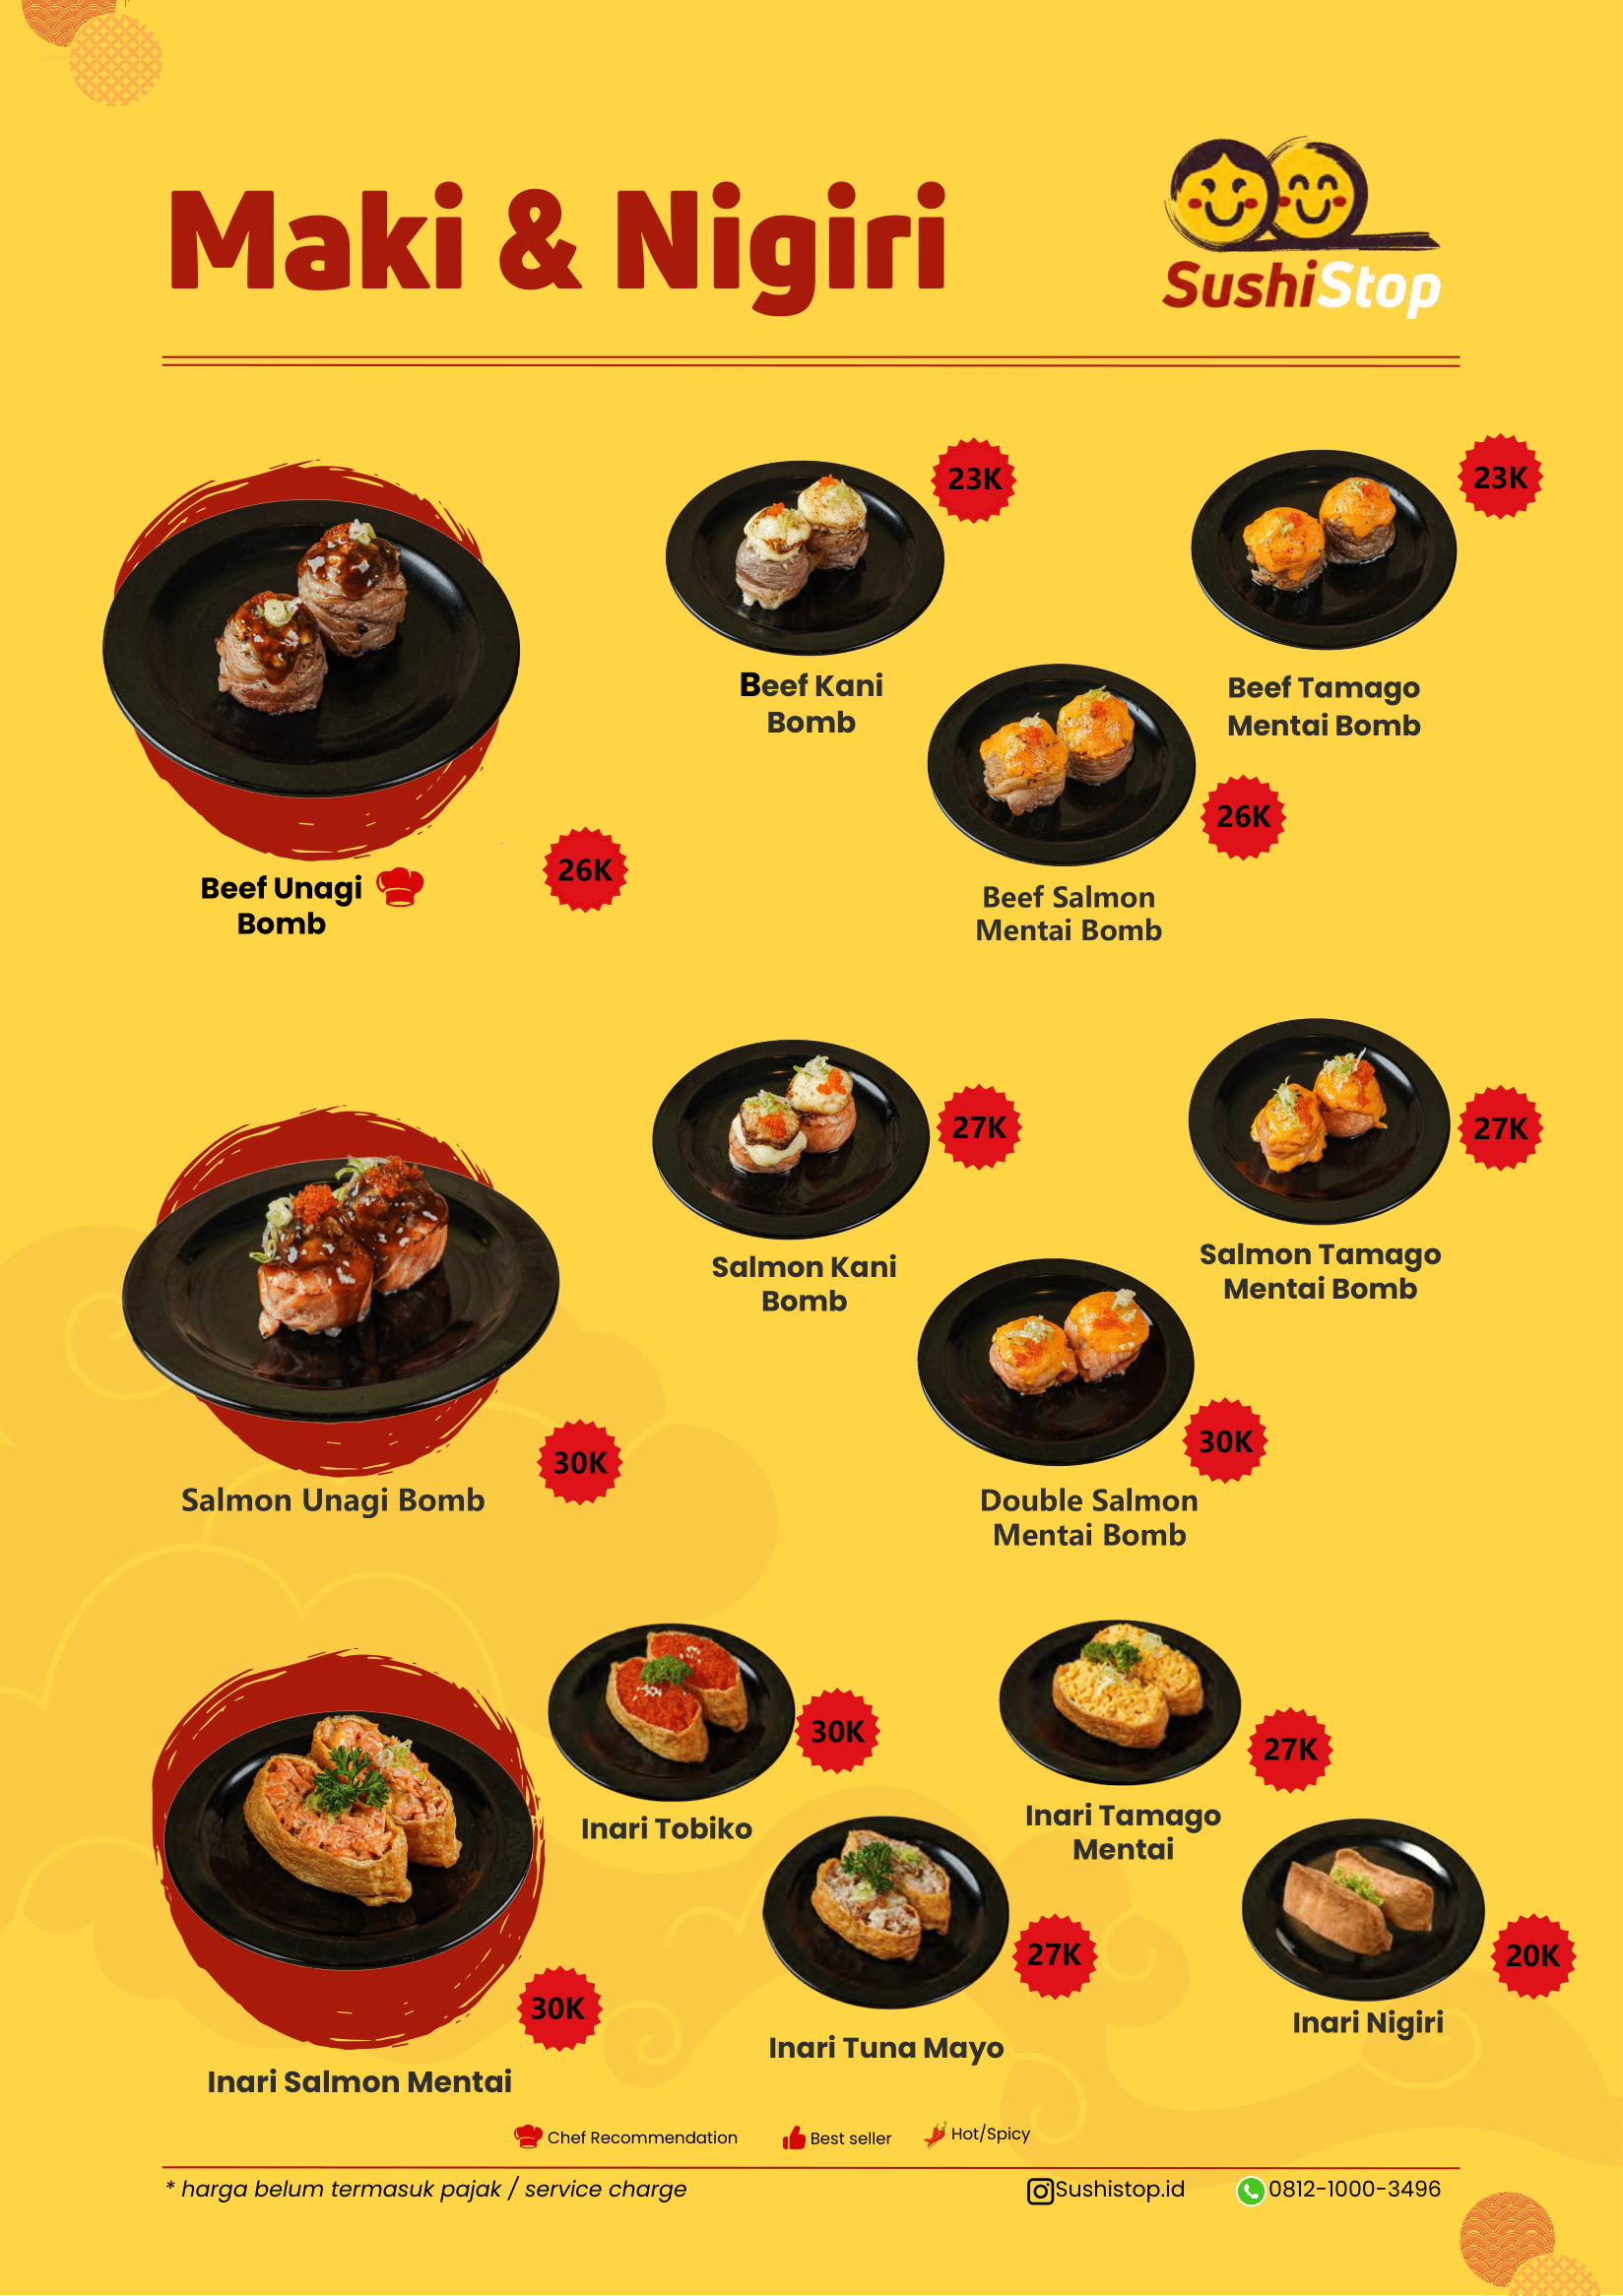 Maki & Nigiri
SushiStop
23K
23K
Beef Kani
Bomb
Beef Tamago
Mentai Bomb
26K
26K
Beef Unagi
Bomb
Beef Salmon
Mentai Bomb
27K
27K
Salmon Kani
Bomb
Salmon Tamago
Mentai Bomb
30K
30K
Salmon Unagi Bomb
Double Salmon
Mentai Bomb
30K
27K
Inari Tobiko
Inari Tamago
Mentai
27K
20K
30K
Inari Nigiri
Inari Tuna Mayo
Inari Salmon Mentai
Chef Recommendation
Best seller
Hot/Spicy
* harga belum termasuk pajak / service charge
Sushistop.id
0812-1000-3496